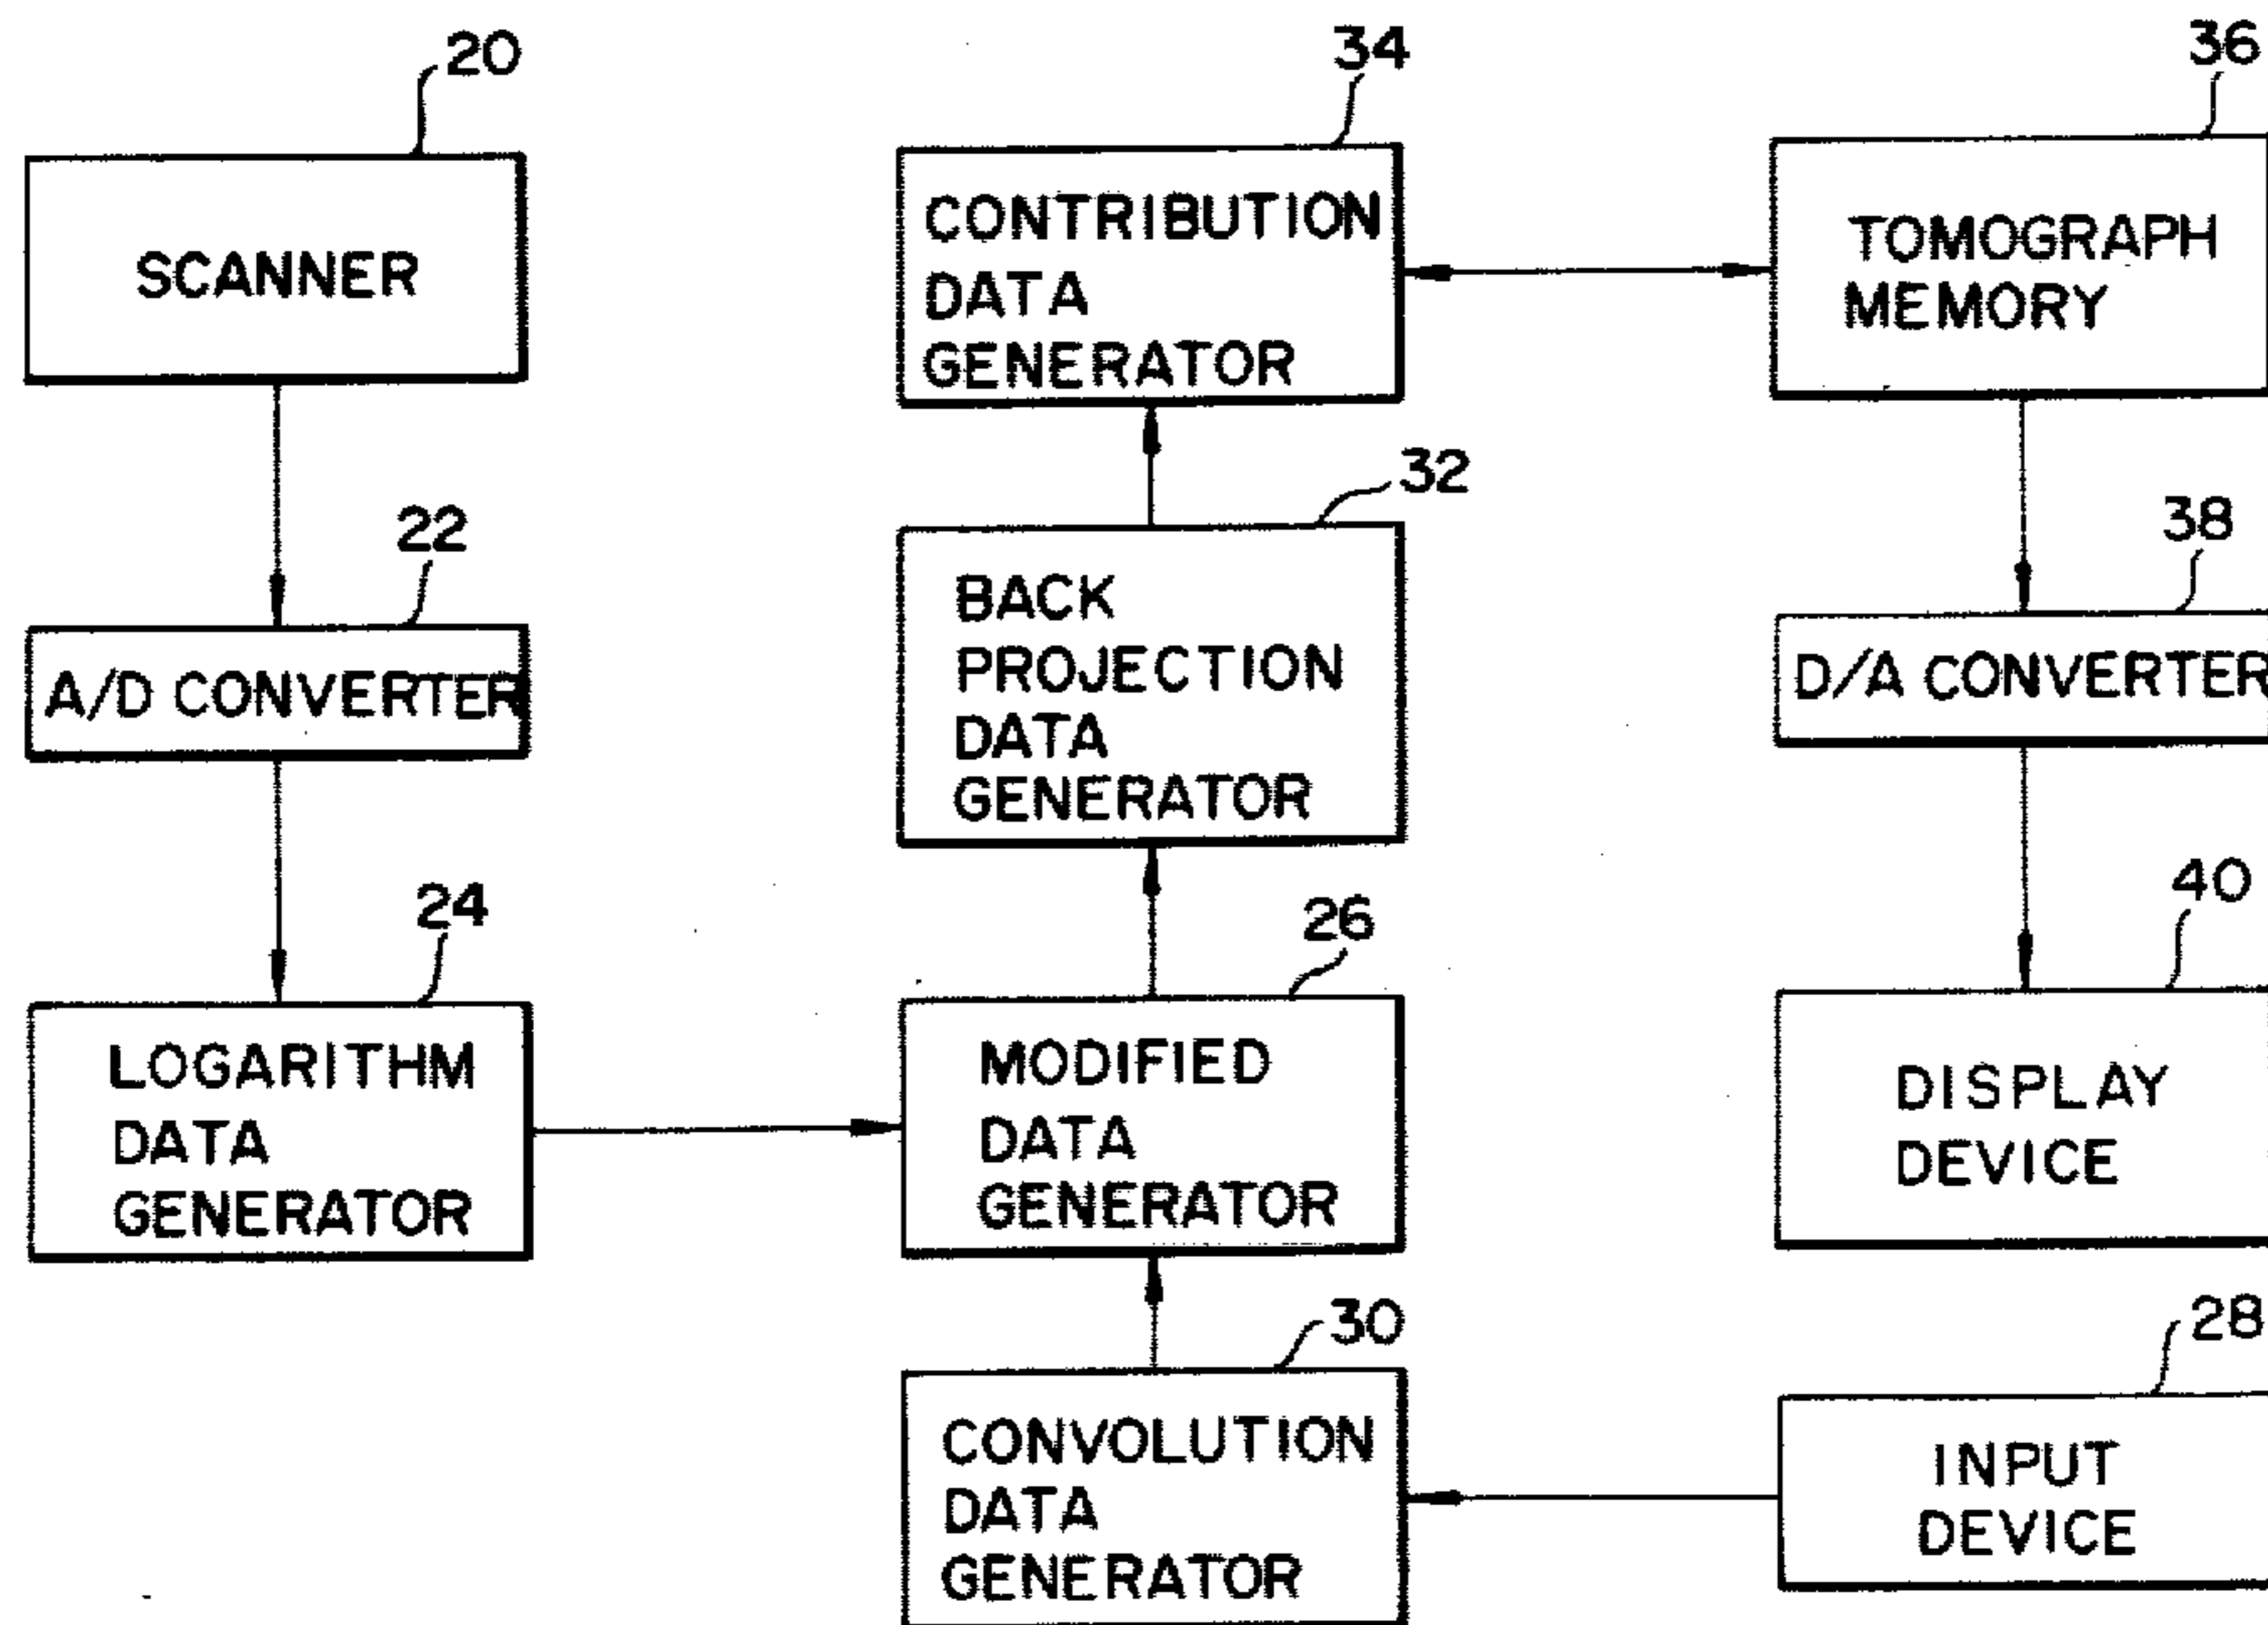 20
SCANNER
22
A/D CONVERTER
24
LOGARITHM
DATA
GENERATOR
34
CONTRIBUTION
DATA
GENERATOR
32
BACK
PROJECTION
DATA
GENERATOR
26
MODIFIED
DATA
GENERATOR
30
CONVOLUTION
DATA
GENERATOR
36
TOMOGRAPH
MEMORY
38
D/A CONVERTER
40
DISPLAY
DEVICE
28
INPUT
DEVICE